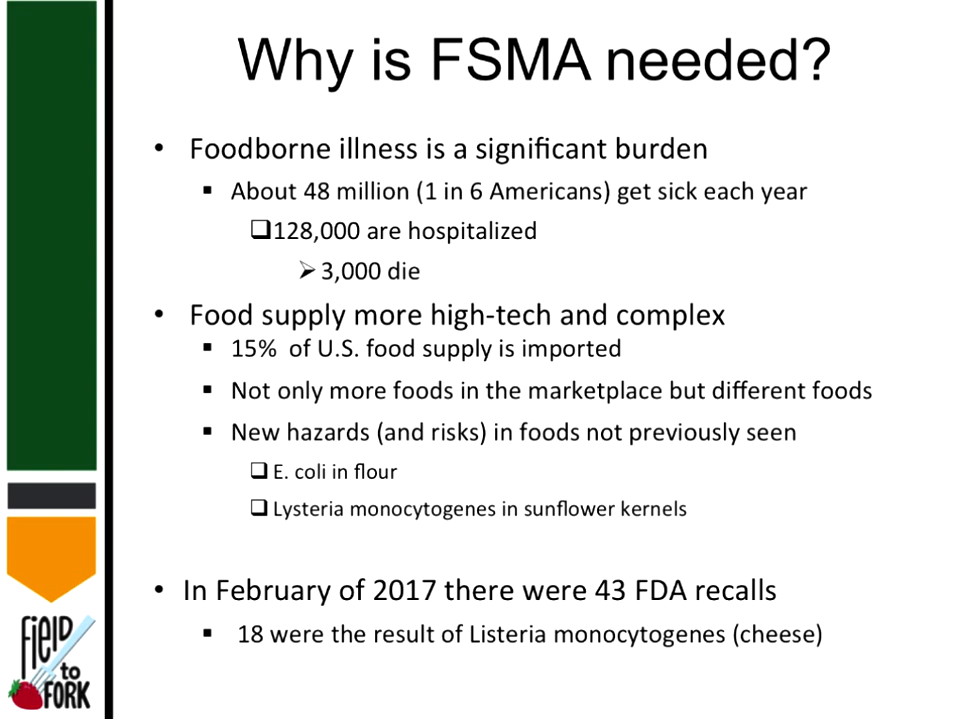 Why is FSMA needed?
• Foodborne illness is a significant burden
▪ About 48 million (1 in 6 Americans) get sick each year
❑128,000 are hospitalized
➢ 3,000 die
• Food supply more high-tech and complex
▪ 15% of U.S. food supply is imported
▪ Not only more foods in the marketplace but different foods
▪ New hazards (and risks) in foods not previously seen
❑ E. coli in flour
❑ Lysteria monocytogenes in sunflower kernels
• In February of 2017 there were 43 FDA recalls
▪ 18 were the result of Listeria monocytogenes (cheese)
FielD
to
FORK